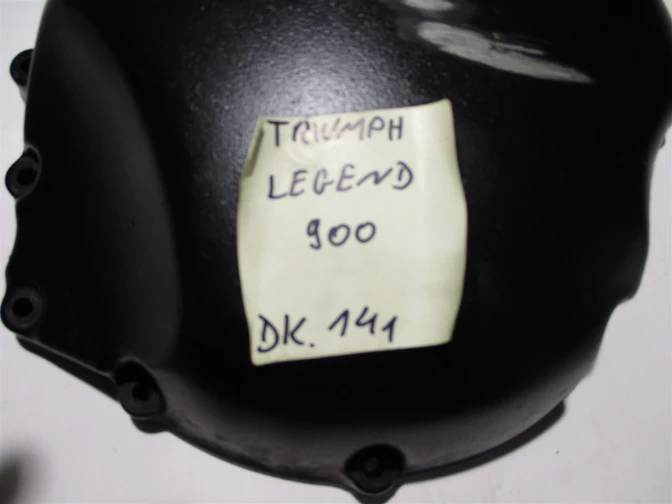 TRIUMPH
LEGEND
900
DK. 141